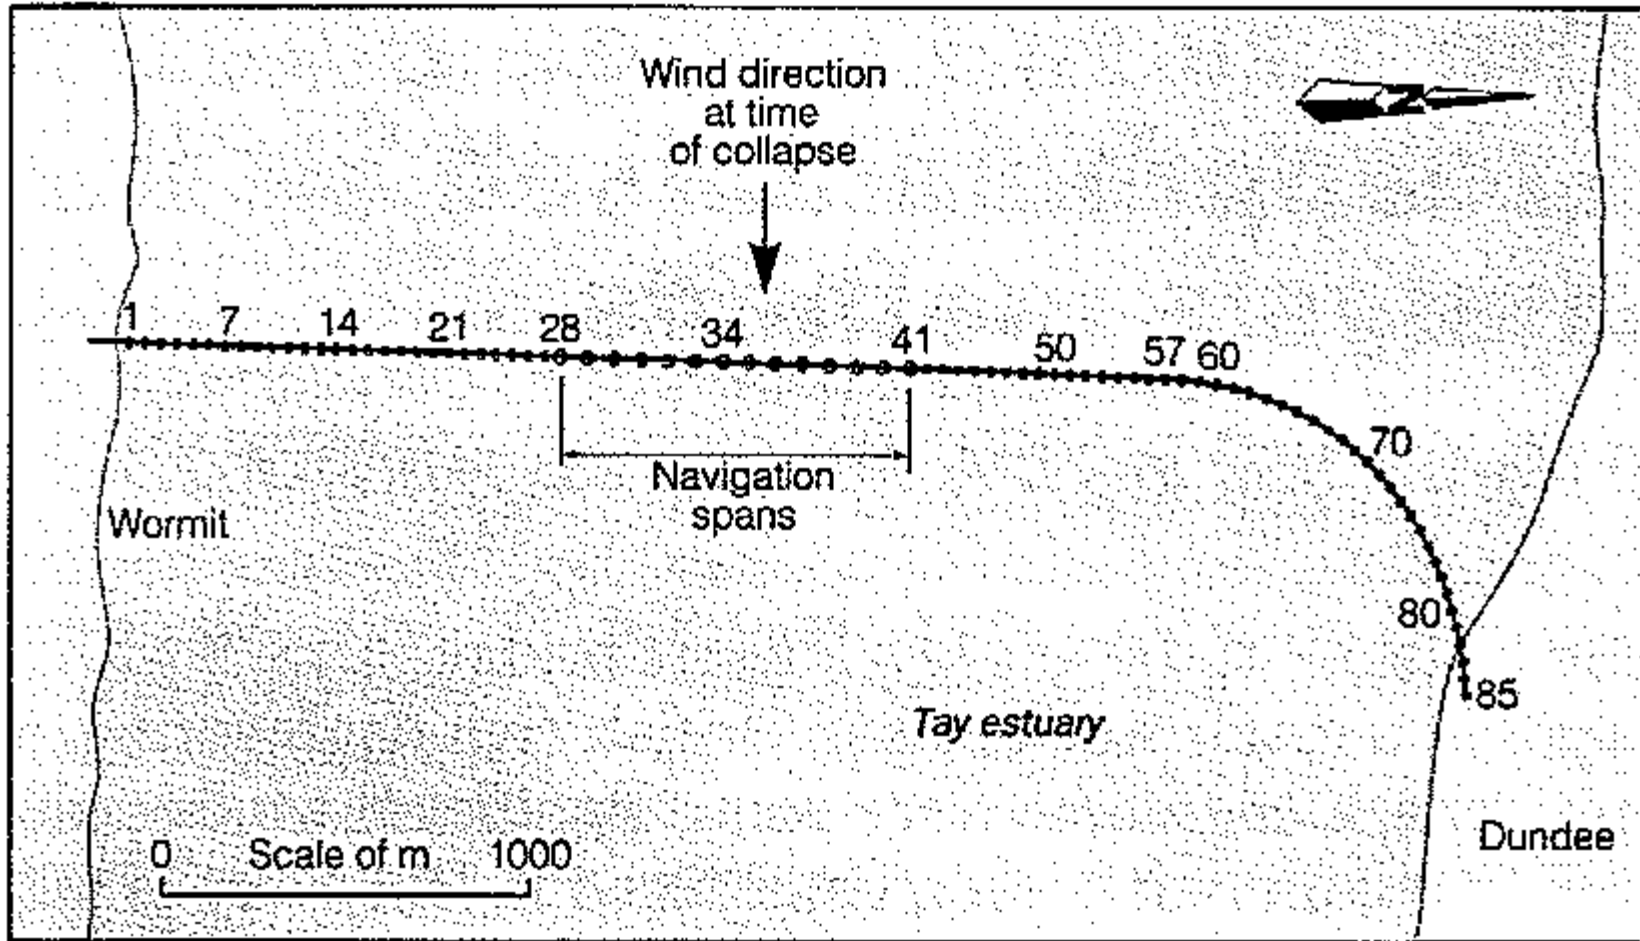 Wind direction
at time
of collapse
N
1 7 14 21 28 34 41 50 57 60
70
Navigation
spans
Wormit
80
85
Tay estuary
Dundee
0 Scale of m 1000